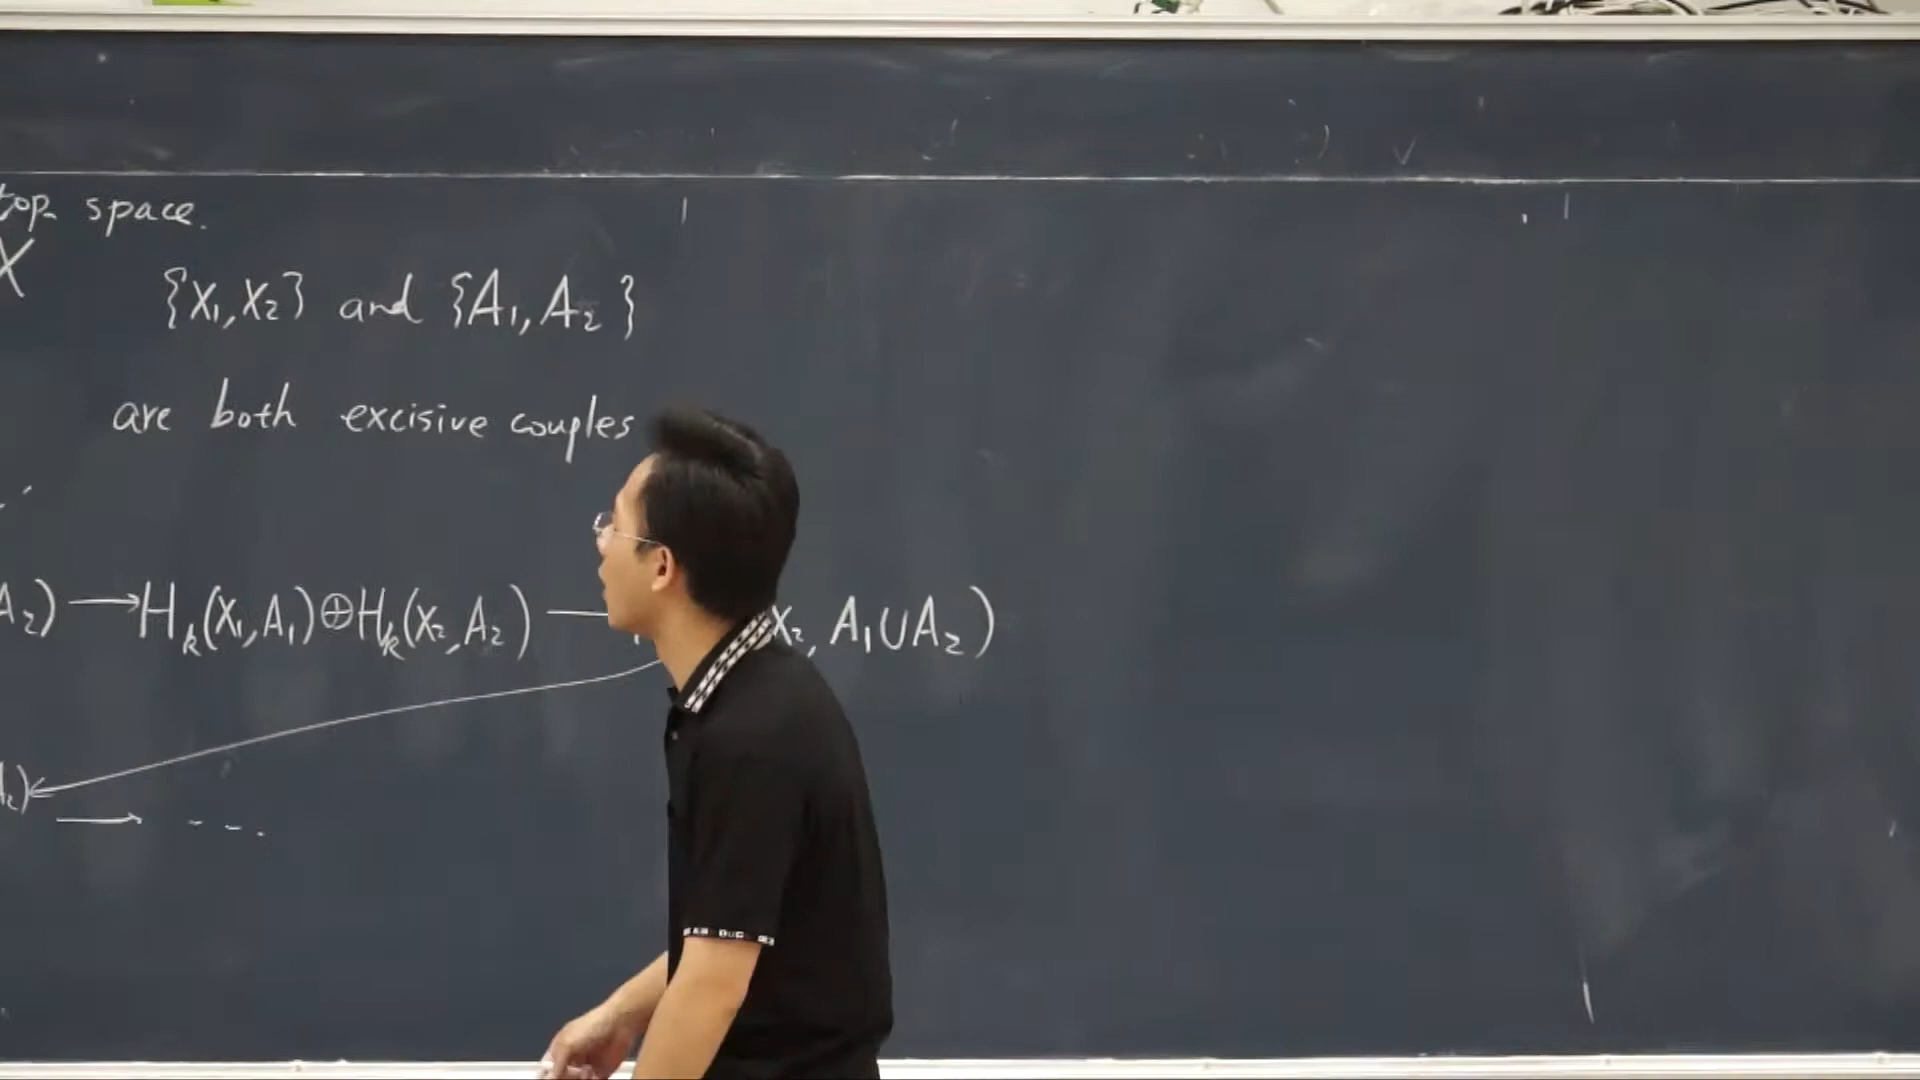 top. space.
X {X₁, X₂} and {A₁, A₂}
are both excisive couples
A₂) → H_k(X₁, A₁) ⊕ H_k(X₂, A₂) — X₂, A₁ ∪ A₂)
A₂)
→ - - -